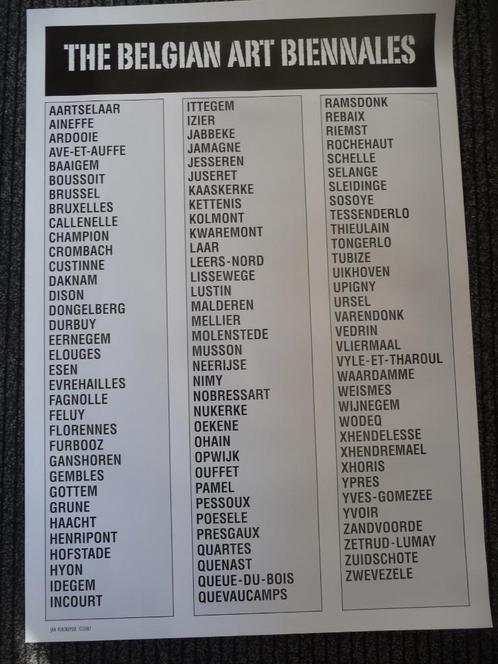 THE BELGIAN ART BIENNALES
AARTSELAAR
AINEFFE
ARDOOIE
AVE-ET-AUFFE
BAAIGEM
BOUSSOIT
BRUSSEL
BRUXELLES
CALLENELLE
CHAMPION
CROMBACH
CUSTINNE
DAKNAM
DISON
DONGELBERG
DURBUY
EERNEGEM
ELOUGES
ESEN
EVREHAILLES
FAGNOLLE
FELUY
FLORENNES
FURBOOZ
GANSHOREN
GEMBLES
GOTTEM
GRUNE
HAACHT
HENRIPONT
HOFSTADE
HYON
IDEGEM
INCOURT
ITTEGEM
IZIER
JABBEKE
JAMAGNE
JESSEREN
JUSERET
KAASKERKE
KETTENIS
KOLMONT
KWAREMONT
LAAR
LEERS-NORD
LISSEWEGE
LUSTIN
MALDEREN
MELLIER
MOLENSTEDE
MUSSON
NEERIJSE
NIMY
NOBRESSART
NUKERKE
OEKENE
OHAIN
OPWIJK
OUFFET
PAMEL
PESSOUX
POESELE
PRESGAUX
QUARTES
QUENAST
QUEUE-DU-BOIS
QUEVAUCAMPS
RAMSDONK
REBAIX
RIEMST
ROCHEHAUT
SCHELLE
SELANGE
SLEIDINGE
SOSOYE
TESSENDERLO
THIEULAIN
TONGERLO
TUBIZE
UIKHOVEN
UPIGNY
URSEL
VARENDONK
VEDRIN
VLIERMAAL
VYLE-ET-THAROUL
WAARDAMME
WEISMES
WIJNEGEM
WODEQ
XHENDELESSE
XHENDREMAEL
XHORIS
YPRES
YVES-GOMEZEE
YVOIR
ZANDVOORDE
ZETRUD-LUMAY
ZUIDSCHOTE
ZWEVEZELE
JAN